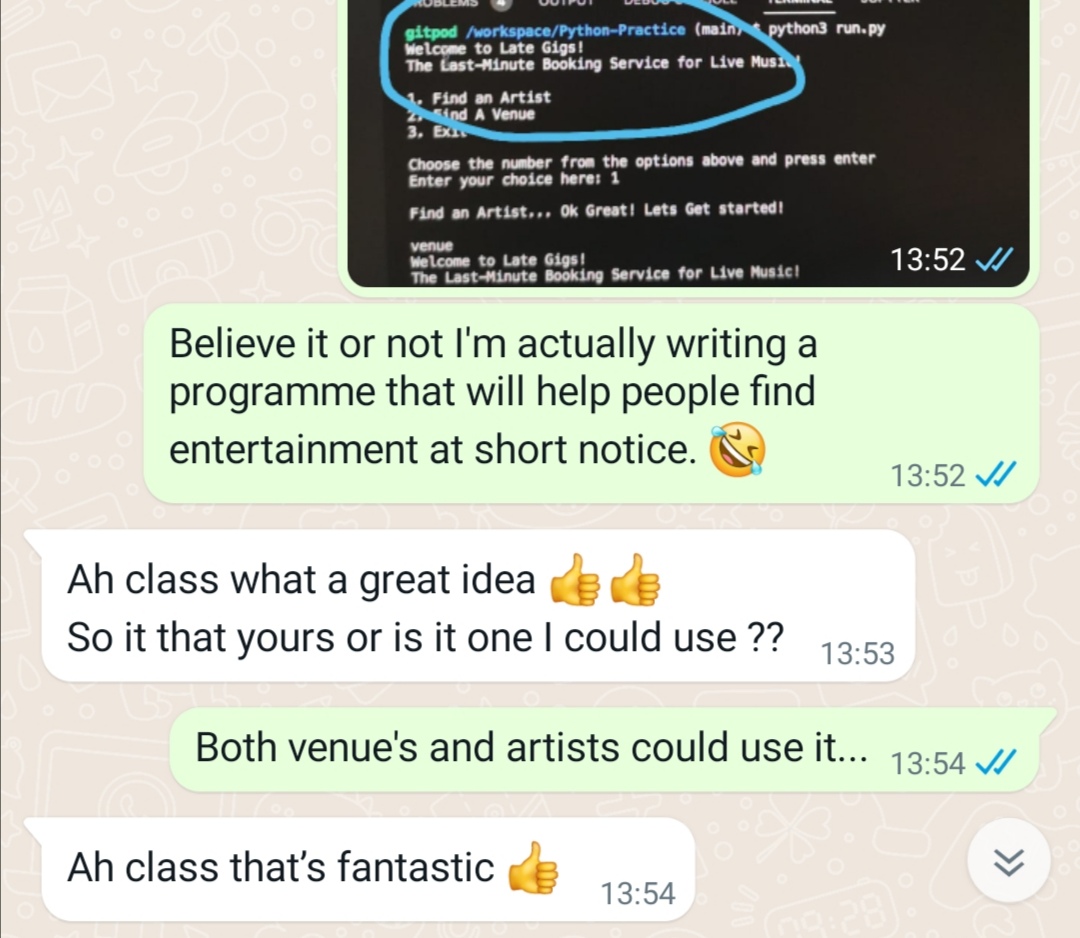 PROBLEMS 4 OUTPUT TERMINAL
gitpod /workspace/Python-Practice (main) $ python3 run.py
Welcome to Late Gigs!
The Last-Minute Booking Service for Live Music!
1. Find an Artist
2. Find A Venue
3. Exit
Choose the number from the options above and press enter
Enter your choice here: 1
Find an Artist... Ok Great! Lets Get started!
venue
Welcome to Late Gigs!
The Last-Minute Booking Service for Live Music!
13:52
Believe it or not I'm actually writing a
programme that will help people find
entertainment at short notice. 🤣
13:52
Ah class what a great idea 👍👍
So it that yours or is it one I could use ??
13:53
Both venue's and artists could use it...
13:54
Ah class that's fantastic 👍
13:54